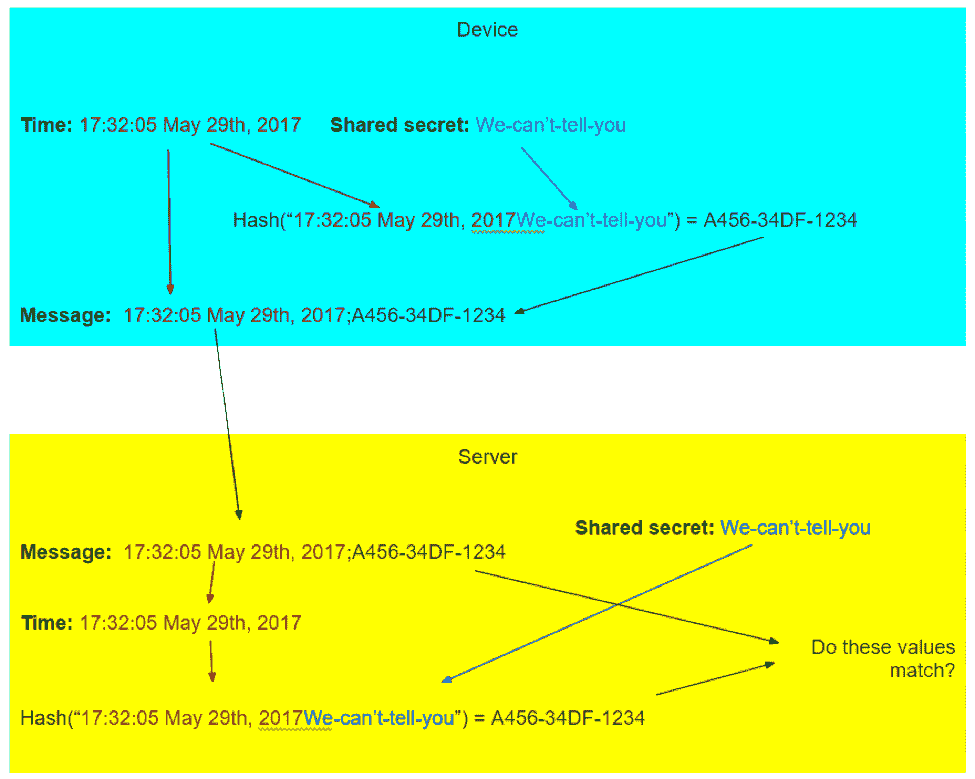 Device
Time: 17:32:05 May 29th, 2017 Shared secret: We-can’t-tell-you
Hash(“17:32:05 May 29th, 2017We-can’t-tell-you”) = A456-34DF-1234
Message: 17:32:05 May 29th, 2017;A456-34DF-1234
Server
Shared secret: We-can’t-tell-you
Message: 17:32:05 May 29th, 2017;A456-34DF-1234
Time: 17:32:05 May 29th, 2017
Do these values
match?
Hash(“17:32:05 May 29th, 2017We-can’t-tell-you”) = A456-34DF-1234